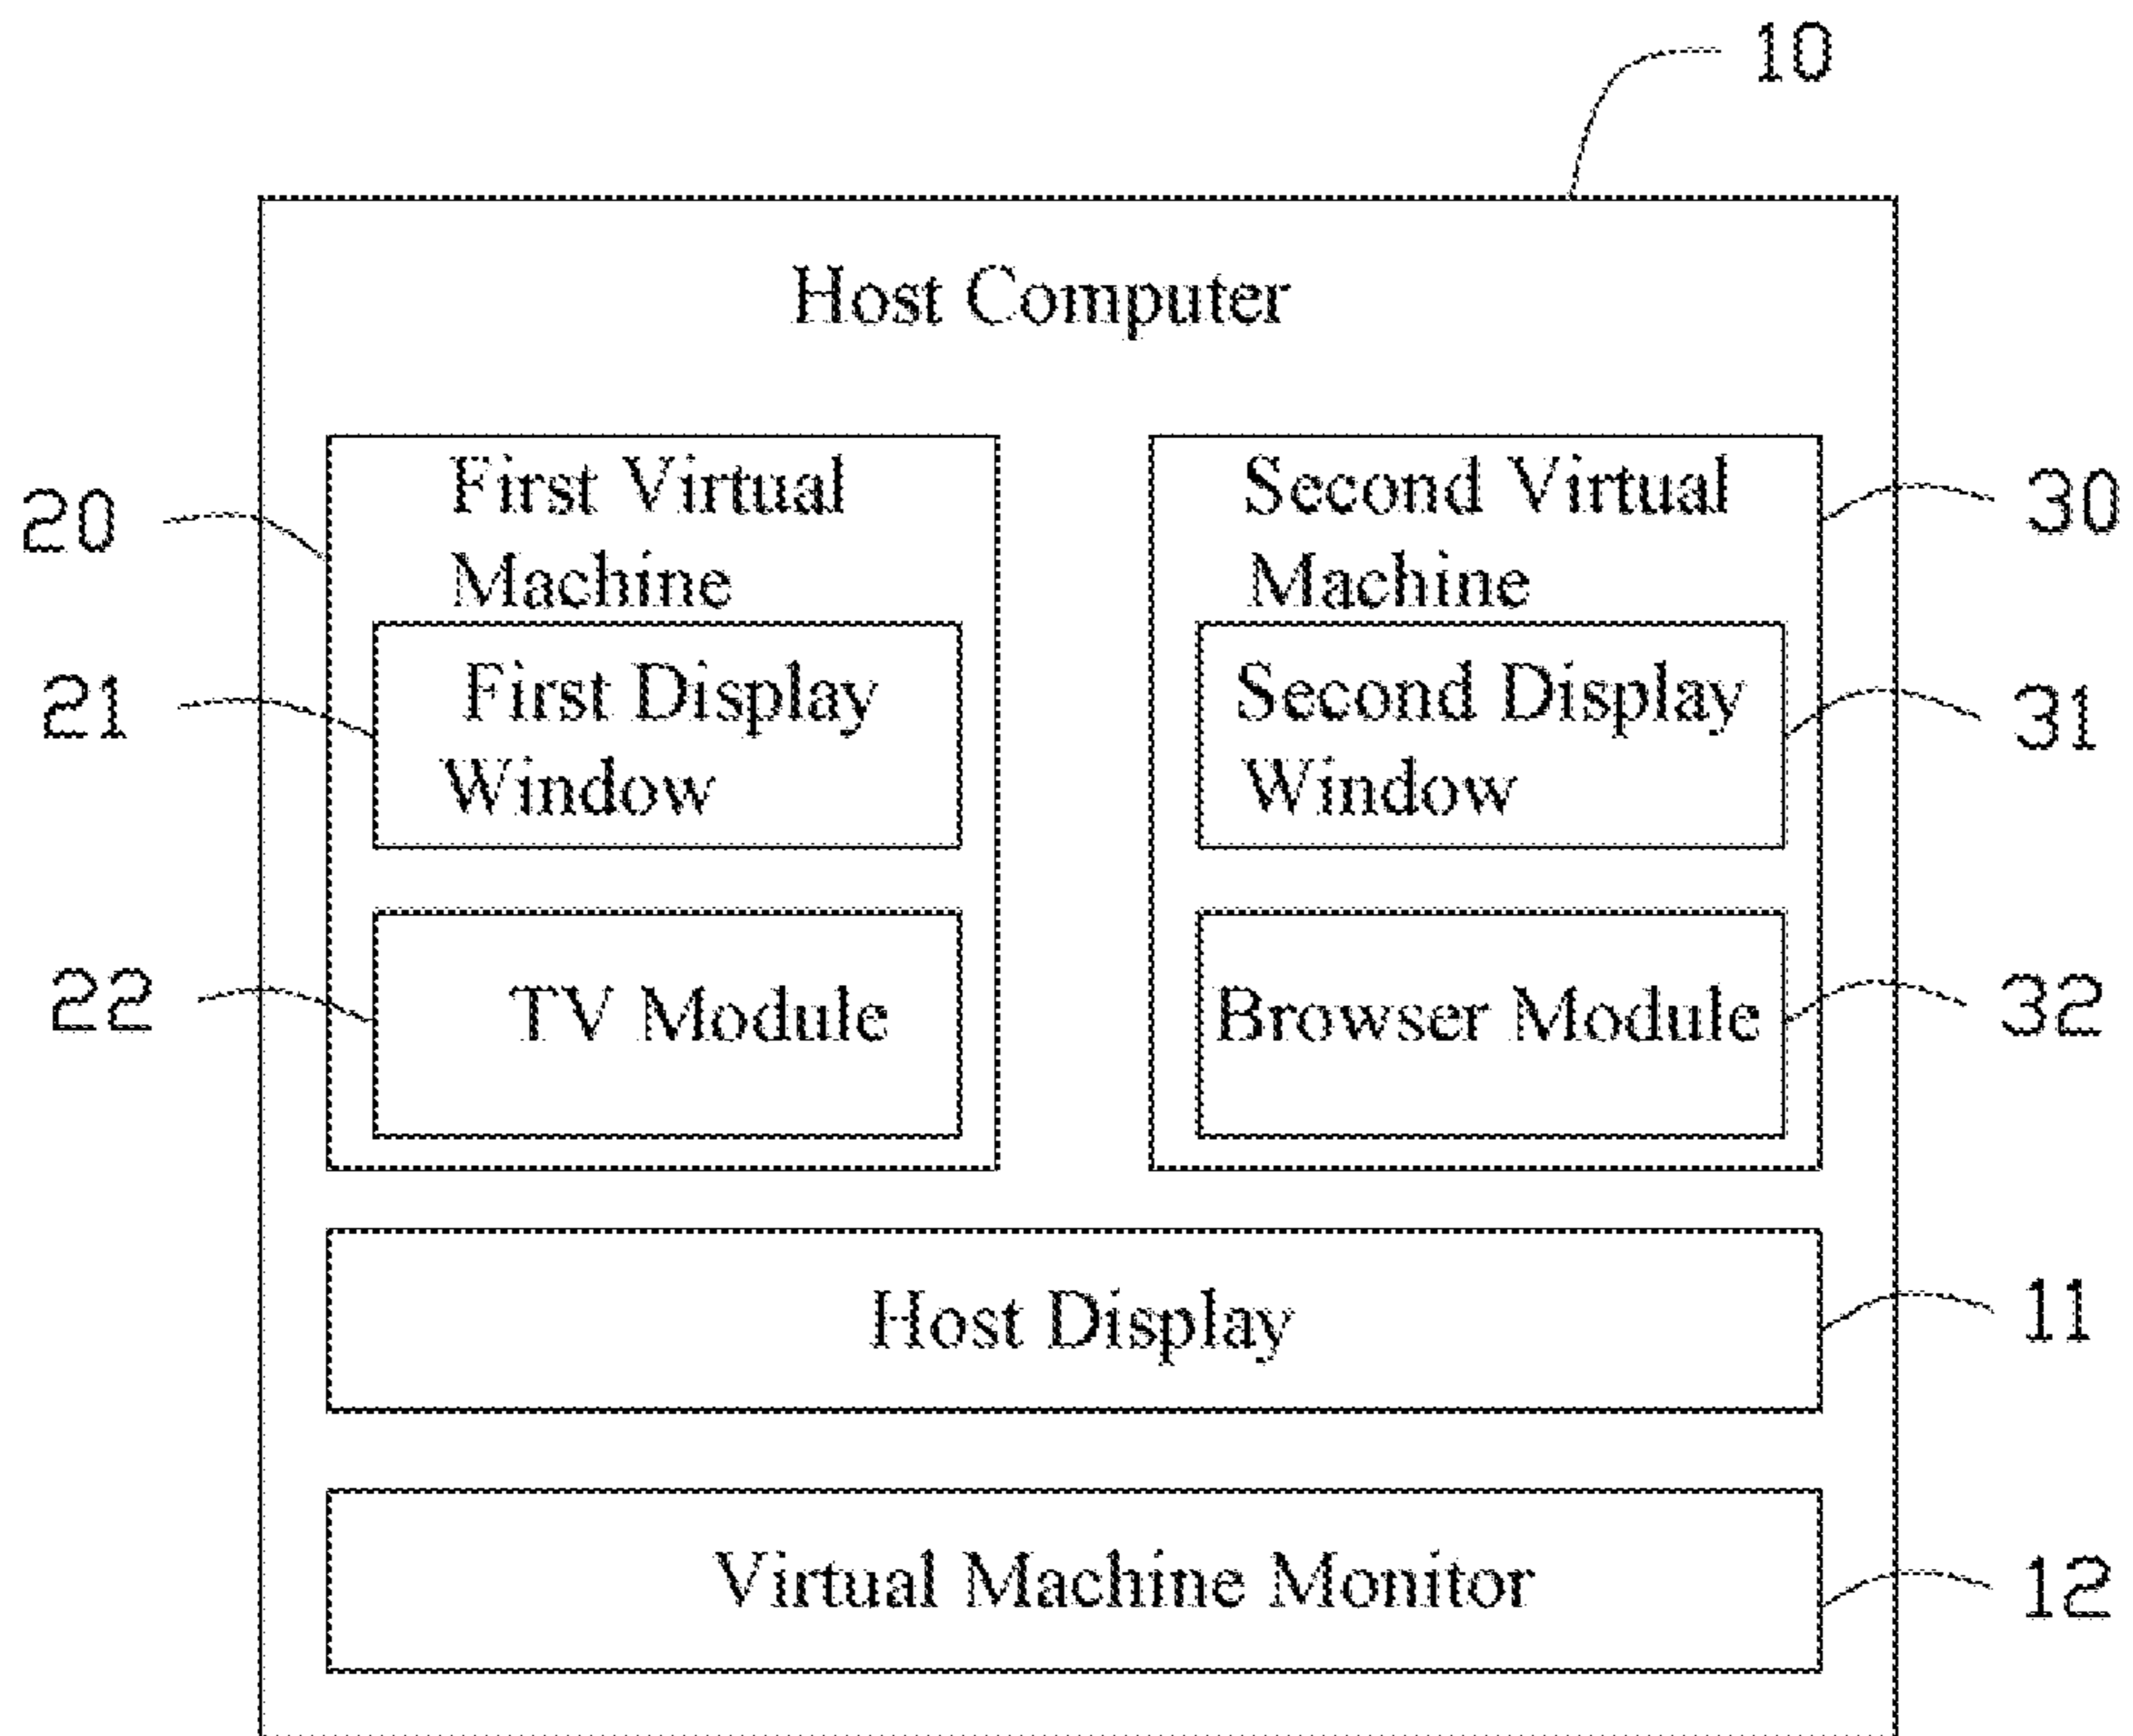 10
Host Computer
20
First Virtual
Machine
Second Virtual
Machine
30
21
First Display
Window
Second Display
Window
31
22
TV Module
Browser Module
32
Host Display
11
Virtual Machine Monitor
12